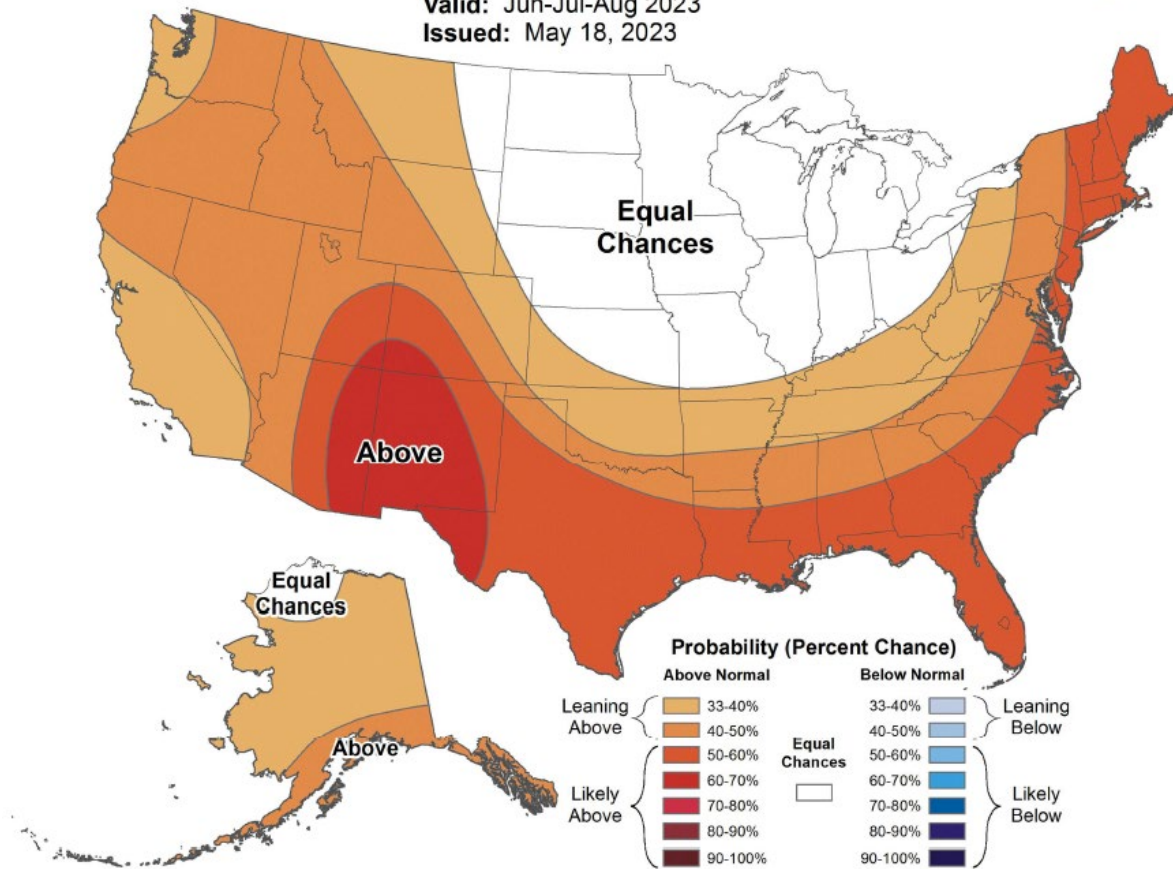 Valid: Jun-Jul-Aug 2023
Issued: May 18, 2023
Equal
Chances
Above
Equal
Chances
Above
Probability (Percent Chance)
Above Normal
Below Normal
Leaning
Above
33-40%
40-50%
Likely
Above
50-60%
60-70%
70-80%
80-90%
90-100%
Equal
Chances
33-40%
40-50%
Leaning
Below
50-60%
60-70%
70-80%
80-90%
90-100%
Likely
Below